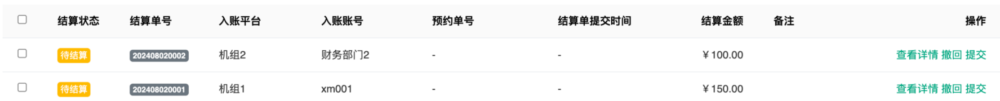 结算状态 结算单号 入账平台 入账账号 预约单号 结算单提交时间 结算金额 备注 操作
待结算 202408020002 机组2 财务部门2 - - ￥100.00 查看详情 撤回 提交
待结算 202408020001 机组1 xm001 - - ￥150.00 查看详情 撤回 提交